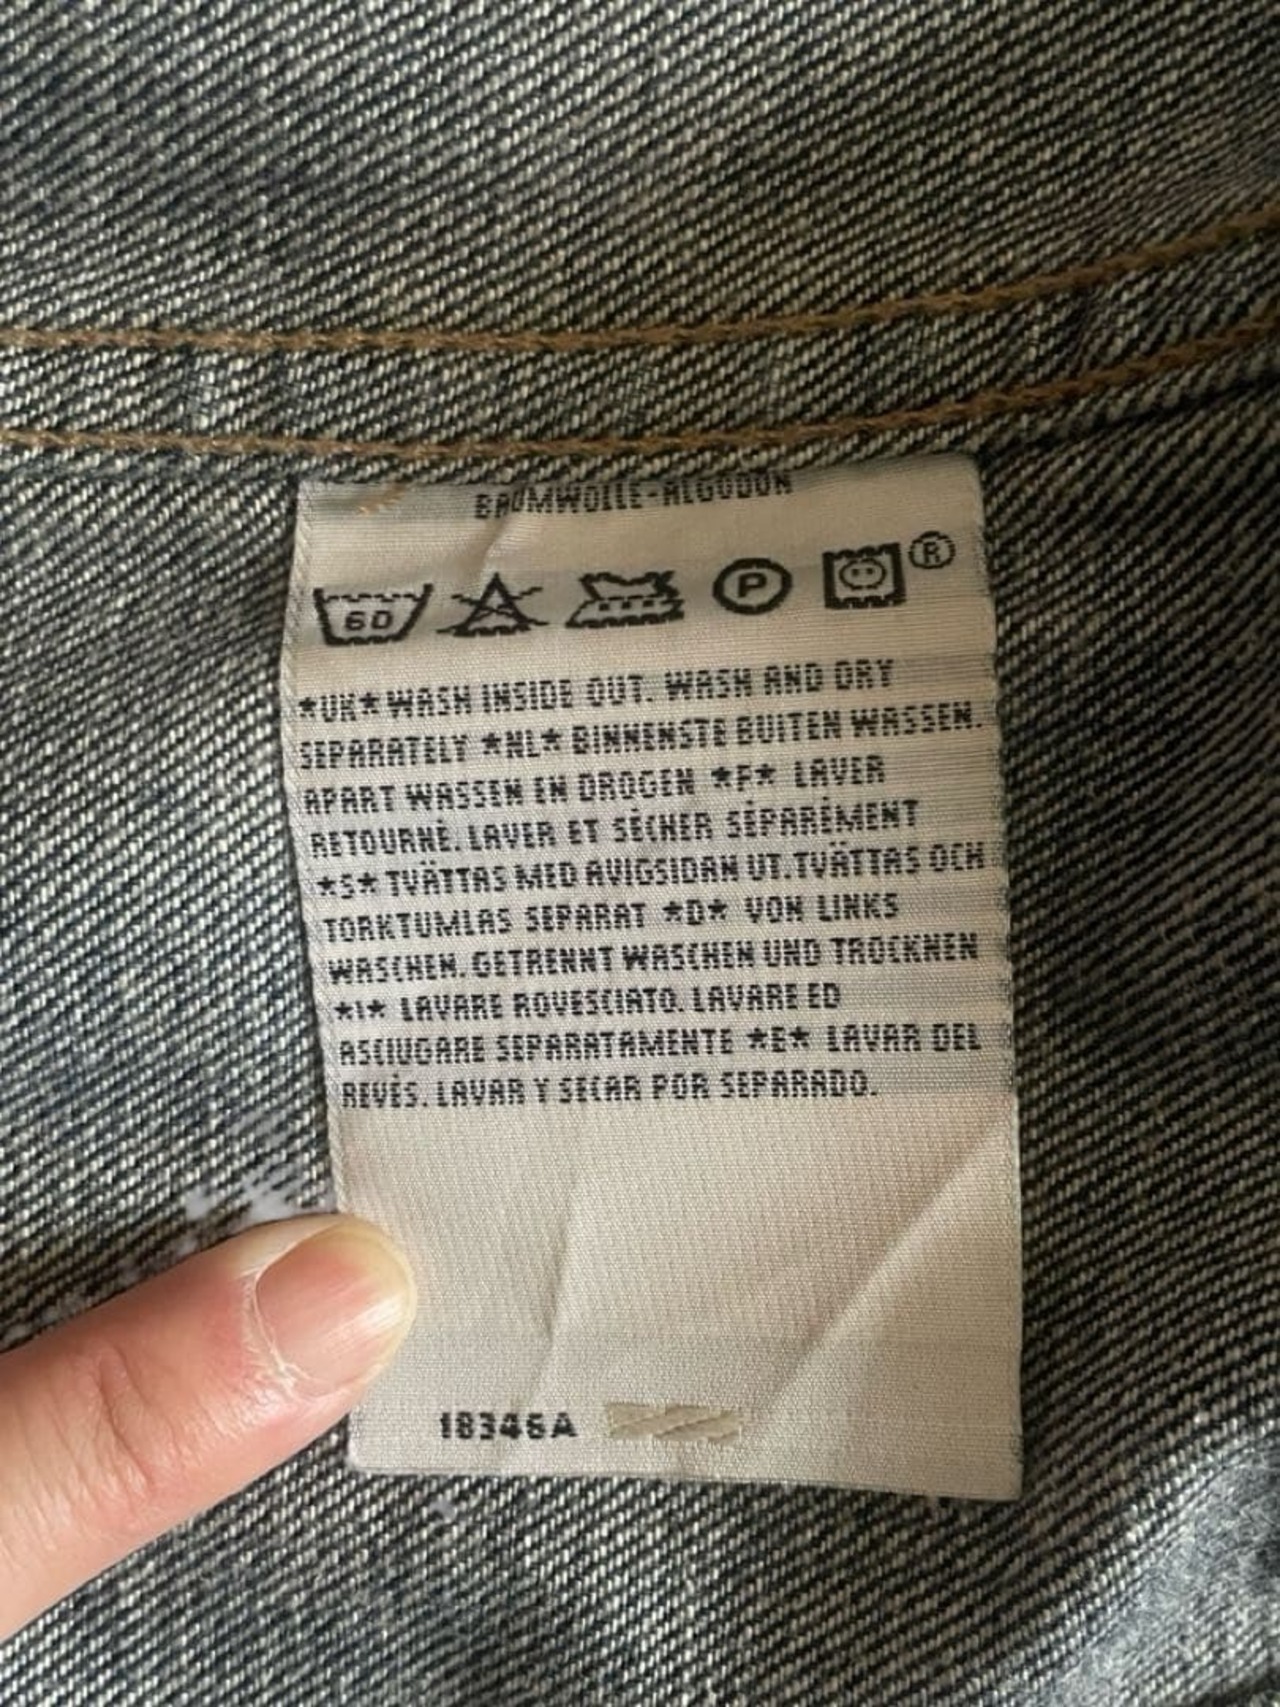 BAUMWOLLE-ALGODON
60 P ®
*UK* WASH INSIDE OUT. WASH AND DRY
SEPARATELY *NL* BINNENSTE BUITEN WASSEN.
APART WASSEN EN DROGEN *F* LAVER
RETOURNÉ. LAVER ET SÉCHER SÉPARÉMENT
*S* TVÄTTAS MED AVIGSIDAN UT. TVÄTTAS OCH
TORKTUMLAS SEPARAT *D* VON LINKS
WASCHEN. GETRENNT WASCHEN UND TROCKNEN
*I* LAVARE ROVESCIATO. LAVARE ED
ASCIUGARE SEPARATAMENTE *E* LAVAR DEL
REVÉS. LAVAR Y SECAR POR SEPARADO.
18346A